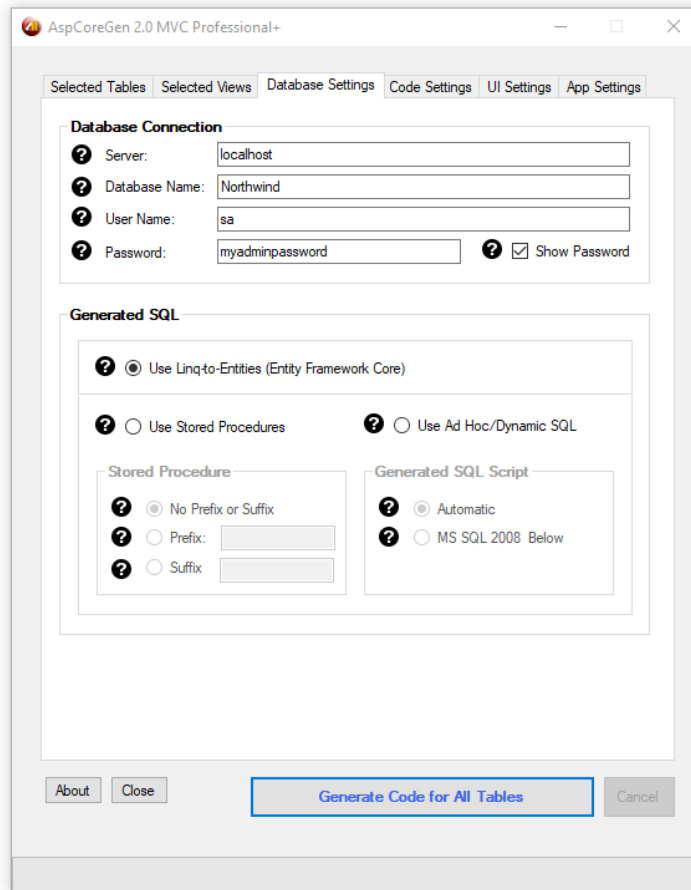 AspCoreGen 2.0 MVC Professional+
Selected Tables Selected Views Database Settings Code Settings UI Settings App Settings
Database Connection
? Server: localhost
? Database Name: Northwind
? User Name: sa
? Password: myadminpassword ? Show Password
Generated SQL
? Use Linq-to-Entities (Entity Framework Core)
? Use Stored Procedures ? Use Ad Hoc/Dynamic SQL
Stored Procedure Generated SQL Script
? No Prefix or Suffix ? Automatic
? Prefix: ? MS SQL 2008 Below
? Suffix
About Close Generate Code for All Tables Cancel